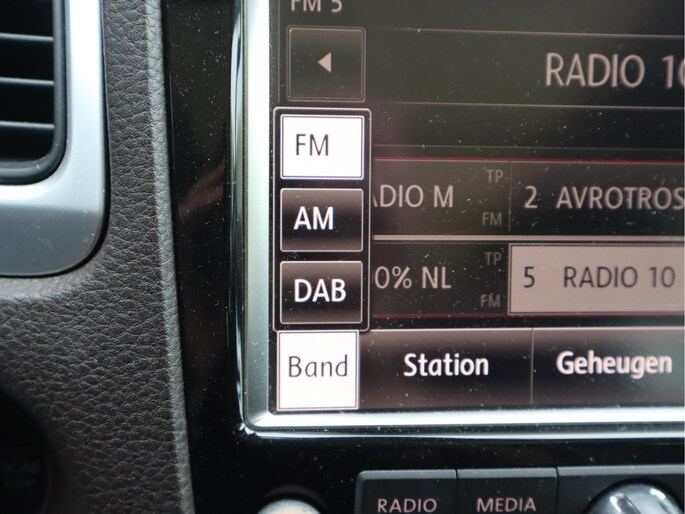 FM 5
RADIO 10
FM
TP
DIO M
FM
2 AVROTROS
AM
TP
0% NL
FM
5 RADIO 10
DAB
Band
Station
Geheugen
RADIO
MEDIA